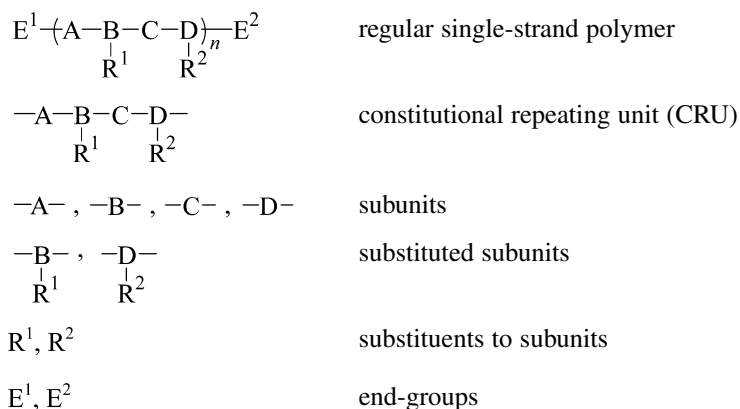 E¹–(A–B–C–D)ₙ–E² regular single-strand polymer
R¹ R²
–A–B–C–D– constitutional repeating unit (CRU)
R¹ R²
–A– , –B– , –C– , –D– subunits
–B– , –D– substituted subunits
R¹ R²
R¹, R² substituents to subunits
E¹, E² end-groups